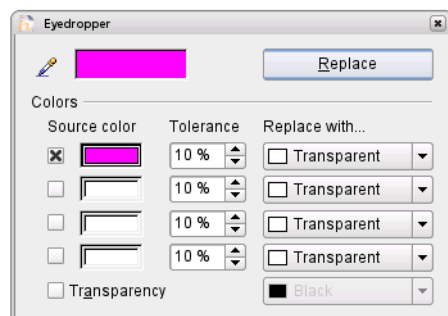 Eyedropper
Replace
Colors
Source color Tolerance Replace with...
10 % Transparent
10 % Transparent
10 % Transparent
10 % Transparent
Transparency Black